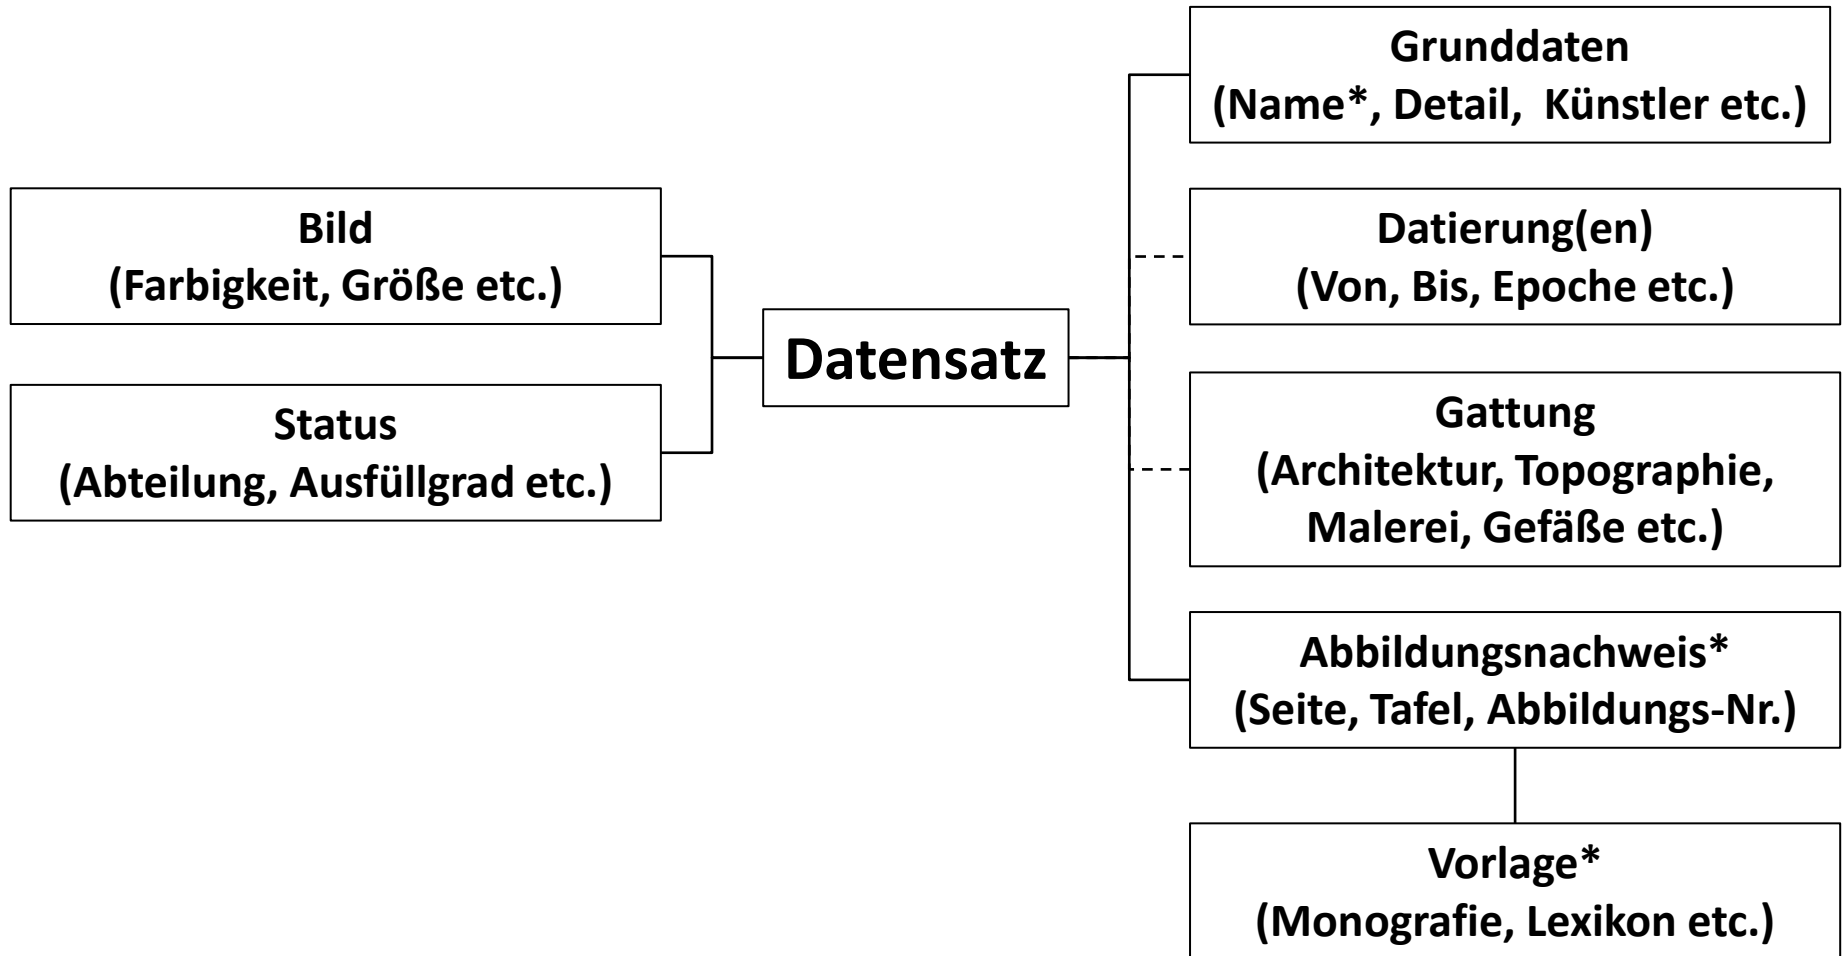 Bild
(Farbigkeit, Größe etc.)
Status
(Abteilung, Ausfüllgrad etc.)
Datensatz
Grunddaten
(Name*, Detail,  Künstler etc.)
Datierung(en)
(Von, Bis, Epoche etc.)
Gattung
(Architektur, Topographie,
Malerei, Gefäße etc.)
Abbildungsnachweis*
(Seite, Tafel, Abbildungs-Nr.)
Vorlage*
(Monografie, Lexikon etc.)